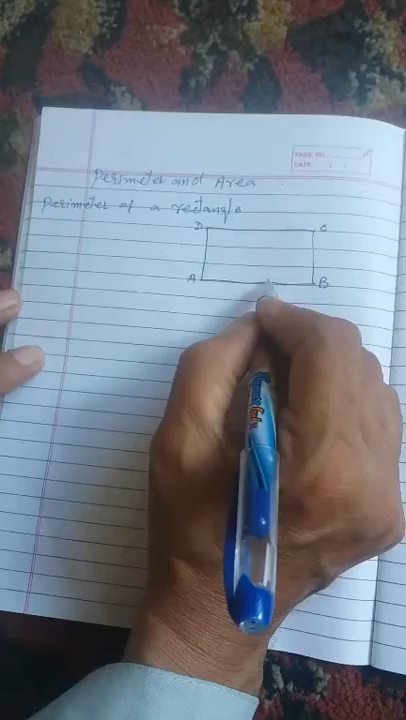 Perimeter and Area
Perimeter of a rectangle
PAGE NO.
DATE
D C
A B